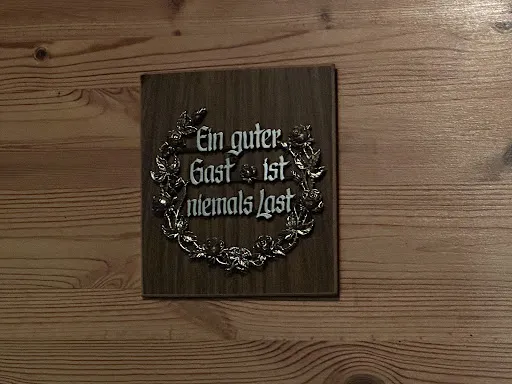 Ein guter
Gast ist
niemals Last